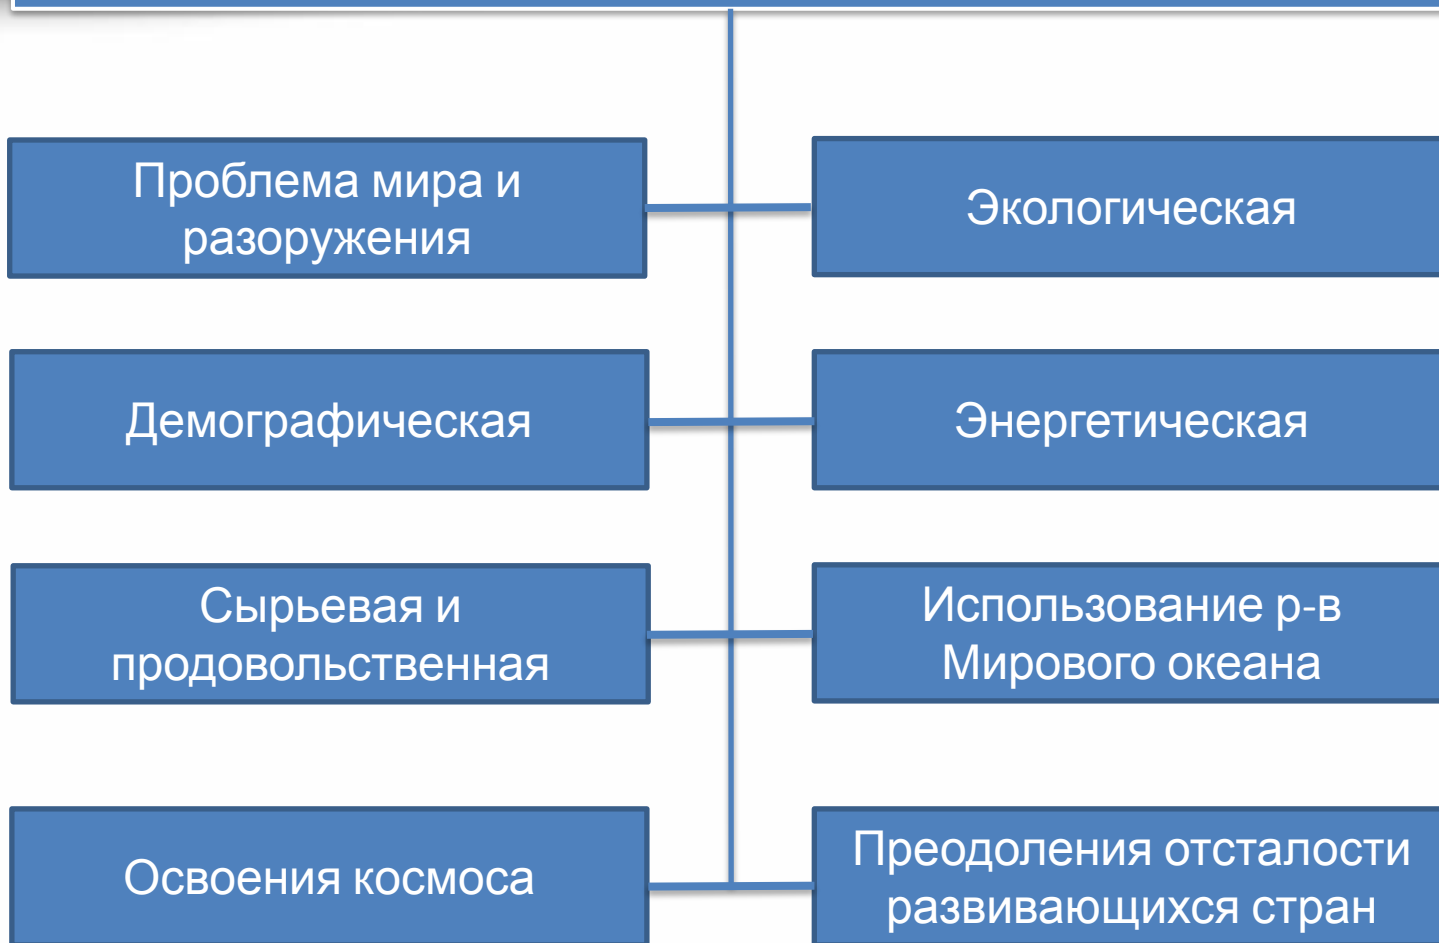 Проблема мира и
разоружения
Экологическая
Демографическая
Энергетическая
Сырьевая и
продовольственная
Использование р-в
Мирового океана
Освоения космоса
Преодоления отсталости
развивающихся стран